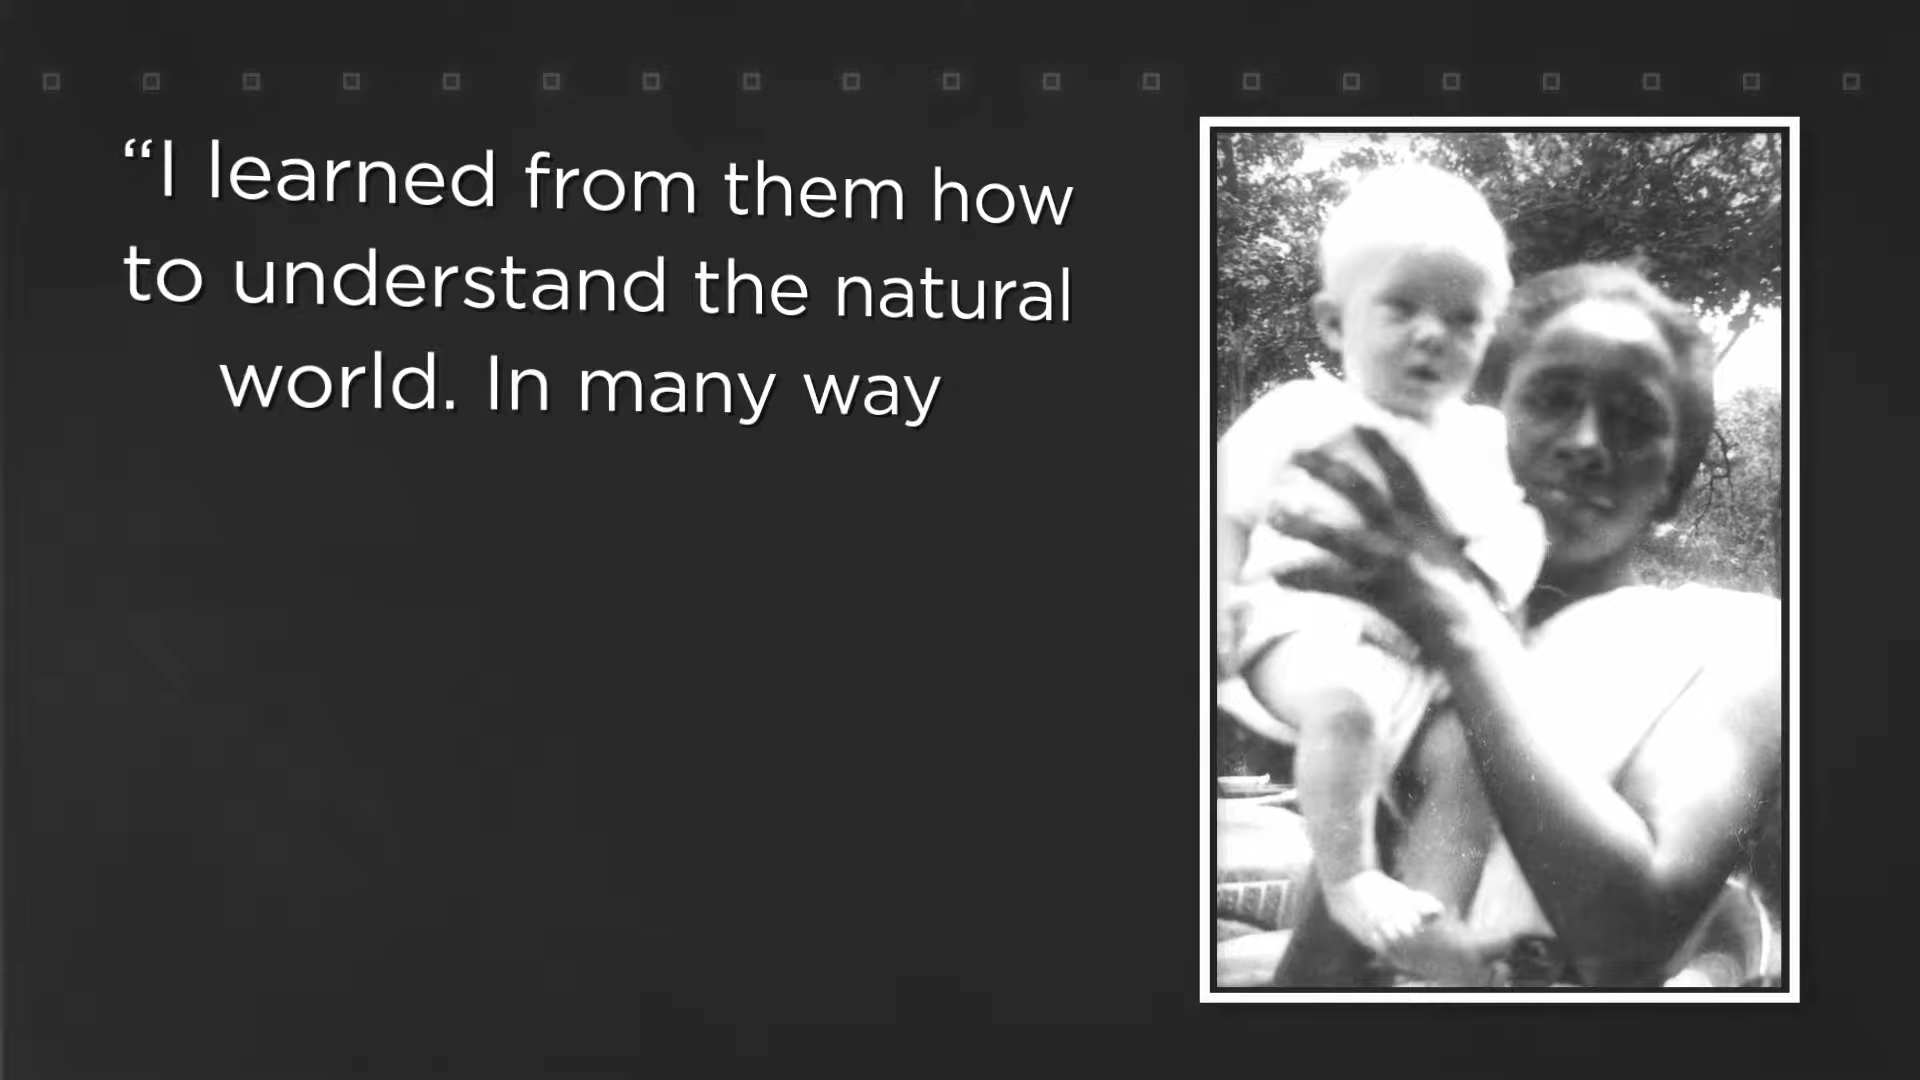 “I learned from them how
to understand the natural
world. In many way